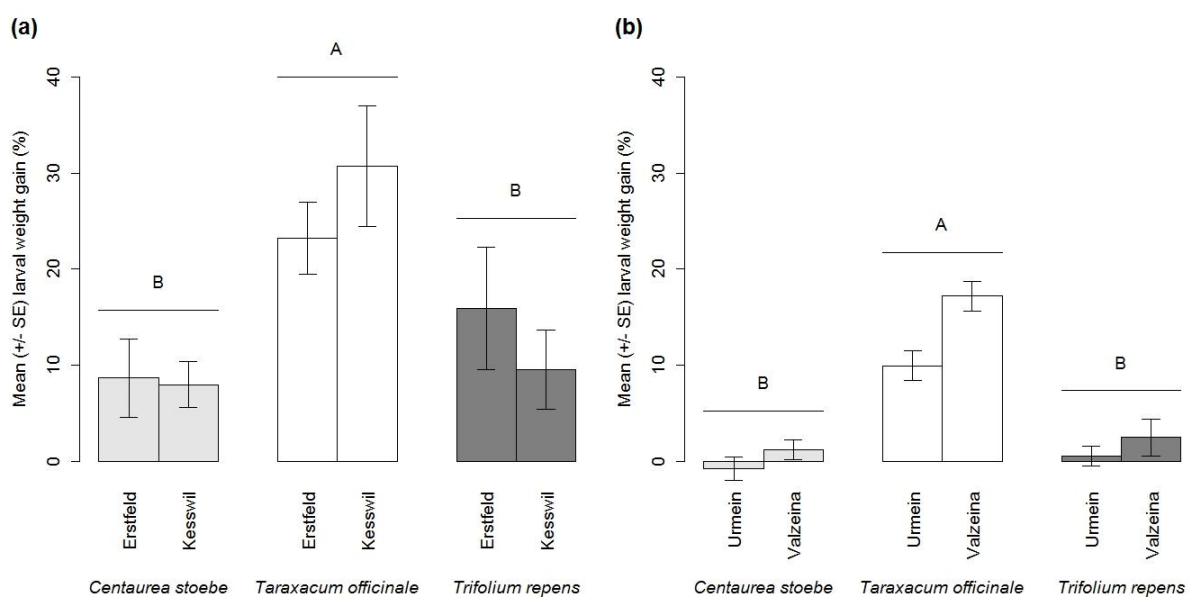 (a)
Mean (+/- SE) larval weight gain (%)
40
30
20
10
0
B
A
B
Erstfeld
Kesswil
Erstfeld
Kesswil
Erstfeld
Kesswil
Centaurea stoebe
Taraxacum officinale
Trifolium repens
(b)
Mean (+/- SE) larval weight gain (%)
40
30
20
10
0
B
A
B
Urmein
Valzeina
Urmein
Valzeina
Urmein
Valzeina
Centaurea stoebe
Taraxacum officinale
Trifolium repens